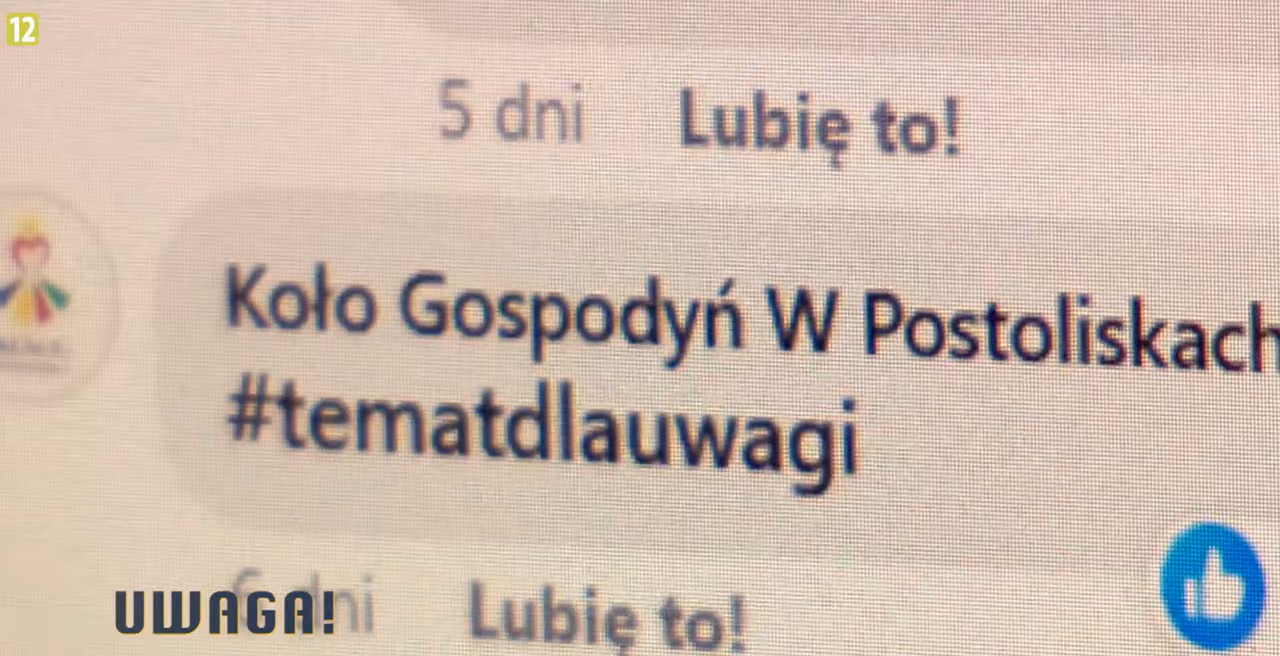 12
5 dni Lubię to!
Koło Gospodyń W Postoliskach
#tematdlauwagi
6 dni Lubię to!
UWAGA!